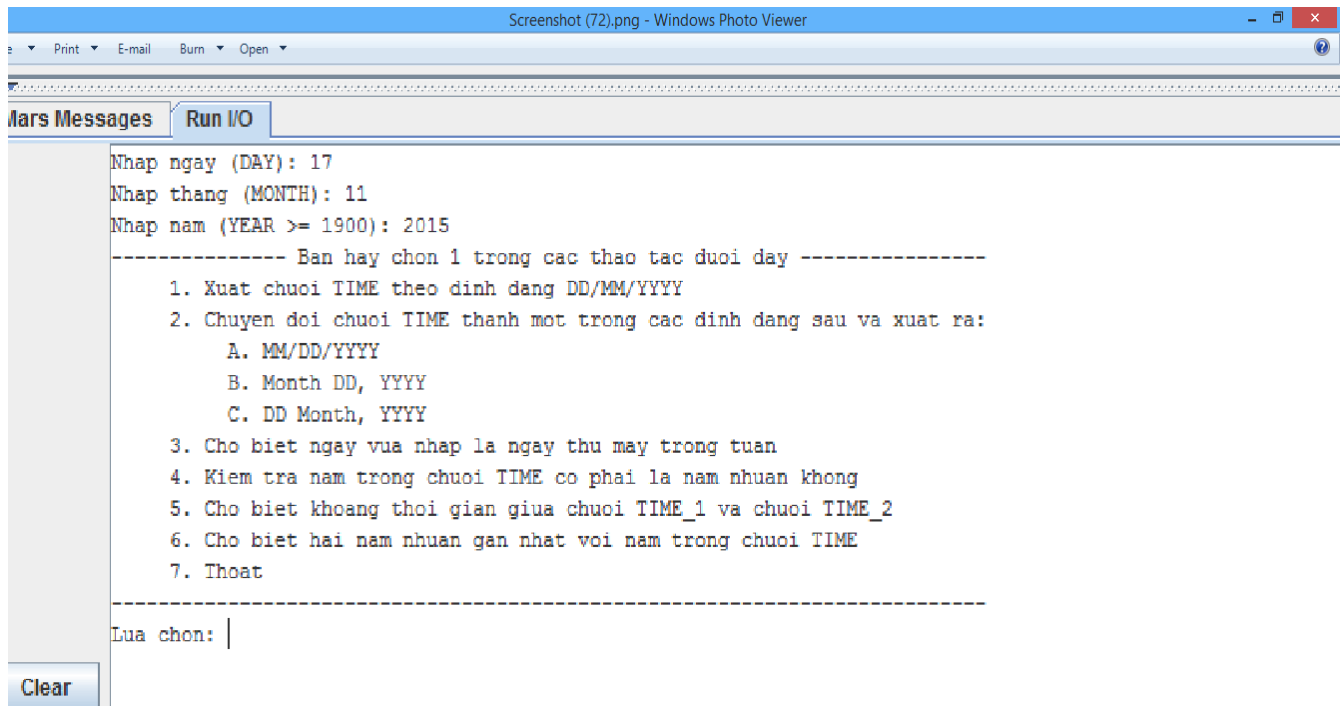 Screenshot (72).png - Windows Photo Viewer
Print E-mail Burn Open
Mars Messages Run I/O
Nhap ngay (DAY): 17
Nhap thang (MONTH): 11
Nhap nam (YEAR >= 1900): 2015
--------------- Ban hay chon 1 trong cac thao tac duoi day ----------------
1. Xuat chuoi TIME theo dinh dang DD/MM/YYYY
2. Chuyen doi chuoi TIME thanh mot trong cac dinh dang sau va xuat ra:
A. MM/DD/YYYY
B. Month DD, YYYY
C. DD Month, YYYY
3. Cho biet ngay vua nhap la ngay thu may trong tuan
4. Kiem tra nam trong chuoi TIME co phai la nam nhuan khong
5. Cho biet khoang thoi gian giua chuoi TIME_1 va chuoi TIME_2
6. Cho biet hai nam nhuan gan nhat voi nam trong chuoi TIME
7. Thoat
---------------------------------------------------------------------------
Lua chon:
Clear